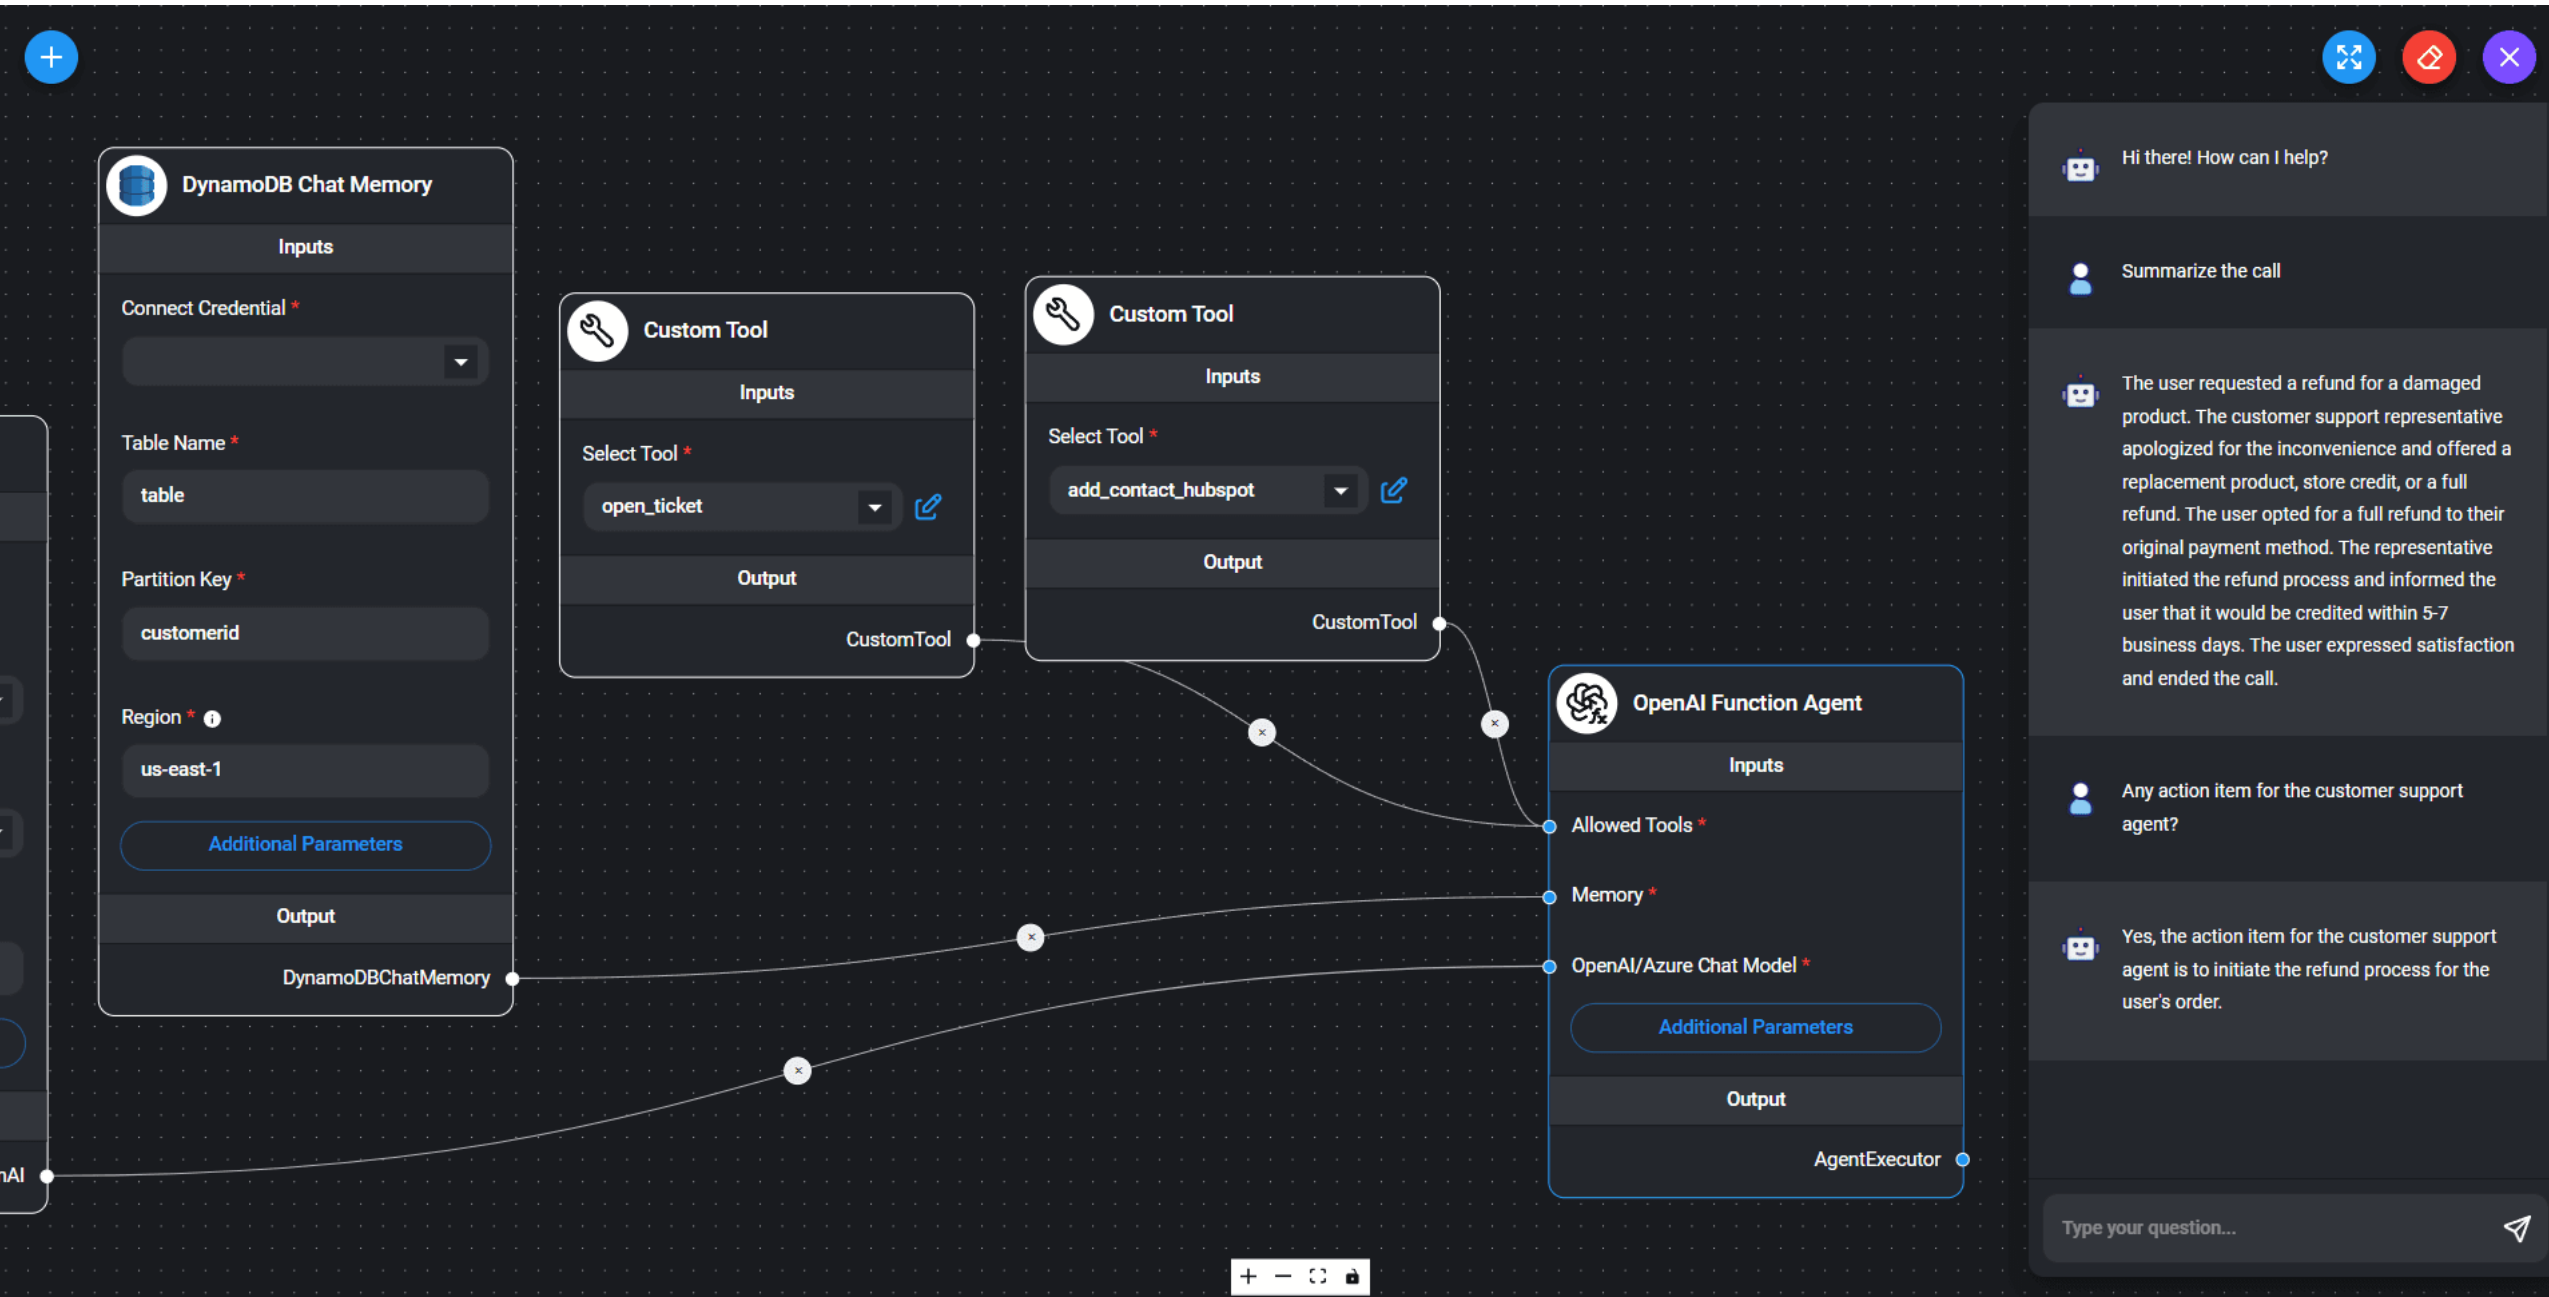 DynamoDB Chat Memory
Inputs
Connect Credential *
Table Name *
table
Partition Key *
customerid
Region *
us-east-1
Additional Parameters
Output
DynamoDBChatMemory
Custom Tool
Inputs
Select Tool *
open_ticket
Output
CustomTool
Custom Tool
Inputs
Select Tool *
add_contact_hubspot
Output
CustomTool
OpenAI Function Agent
Inputs
Allowed Tools *
Memory *
OpenAI/Azure Chat Model *
Additional Parameters
Output
AgentExecutor
Hi there! How can I help?
Summarize the call
The user requested a refund for a damaged
product. The customer support representative
apologized for the inconvenience and offered a
replacement product, store credit, or a full
refund. The user opted for a full refund to their
original payment method. The representative
initiated the refund process and informed the
user that it would be credited within 5-7
business days. The user expressed satisfaction
and ended the call.
Any action item for the customer support
agent?
Yes, the action item for the customer support
agent is to initiate the refund process for the
user's order.
Type your question...